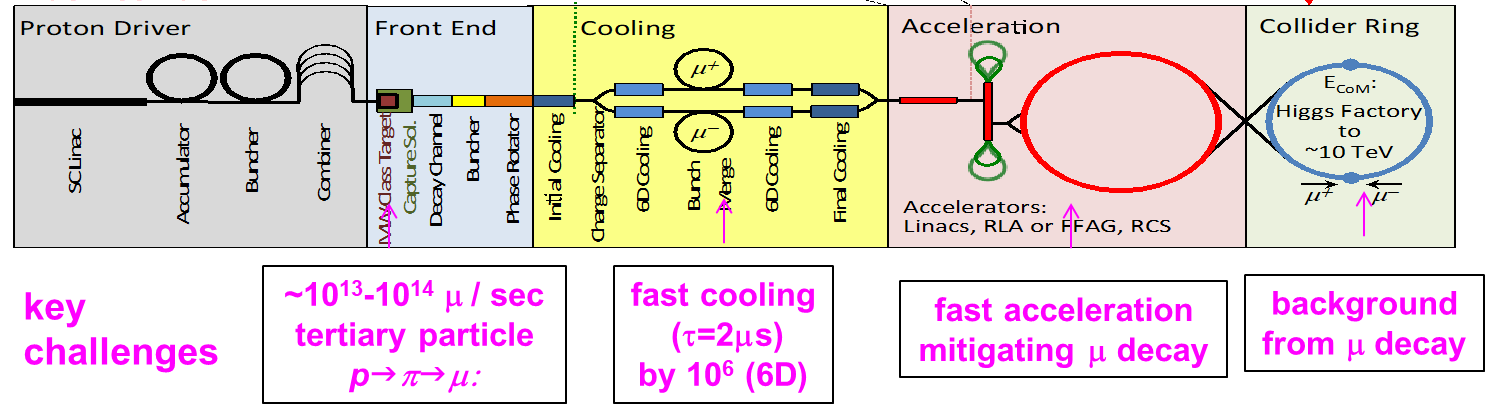 Proton Driver
Front End
Cooling
Acceleration
Collider Ring
SC Linac
Accumulator
Buncher
Combiner
MW-Class Target
Capture Sol.
Decay Channel
Buncher
Phase Rotator
Initial Cooling
Charge Separator
6D Cooling
Bunch
Merge
6D Cooling
Final Cooling
μ+
μ−
Accelerators:
Linacs, RLA or FFAG, RCS
ECoM:
Higgs Factory
to
~10 TeV
μ+ μ−
key
challenges
~10¹³-10¹⁴ μ / sec
tertiary particle
p→π→μ:
fast cooling
(τ=2μs)
by 10⁶ (6D)
fast acceleration
mitigating μ decay
background
from μ decay